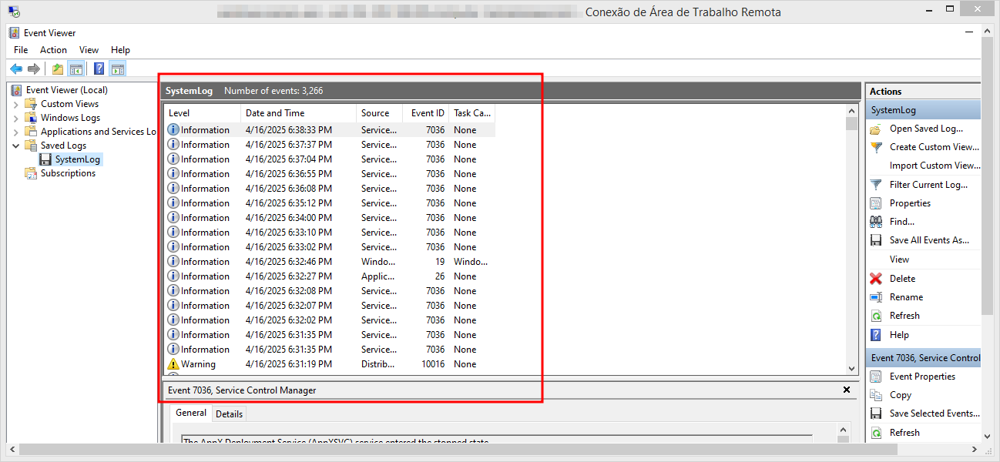 Conexão de Área de Trabalho Remota
Event Viewer
File Action View Help
Event Viewer (Local)
Custom Views
Windows Logs
Applications and Services Lo
Saved Logs
SystemLog
Subscriptions
SystemLog Number of events: 3,266
Level Date and Time Source Event ID Task Ca...
Information 4/16/2025 6:38:33 PM Service... 7036 None
Information 4/16/2025 6:37:37 PM Service... 7036 None
Information 4/16/2025 6:37:04 PM Service... 7036 None
Information 4/16/2025 6:36:55 PM Service... 7036 None
Information 4/16/2025 6:36:08 PM Service... 7036 None
Information 4/16/2025 6:35:12 PM Service... 7036 None
Information 4/16/2025 6:34:00 PM Service... 7036 None
Information 4/16/2025 6:33:10 PM Service... 7036 None
Information 4/16/2025 6:33:02 PM Service... 7036 None
Information 4/16/2025 6:32:46 PM Windo... 19 Windo...
Information 4/16/2025 6:32:27 PM Applic... 26 None
Information 4/16/2025 6:32:08 PM Service... 7036 None
Information 4/16/2025 6:32:07 PM Service... 7036 None
Information 4/16/2025 6:32:02 PM Service... 7036 None
Information 4/16/2025 6:31:35 PM Service... 7036 None
Information 4/16/2025 6:31:35 PM Service... 7036 None
Warning 4/16/2025 6:31:19 PM Distrib... 10016 None
Event 7036, Service Control Manager
General Details
The AppX Deployment Service (AppXSVC) service entered the stopped state.
Actions
SystemLog
Open Saved Log...
Create Custom View...
Import Custom View...
Filter Current Log...
Properties
Find...
Save All Events As...
View
Delete
Rename
Refresh
Help
Event 7036, Service Control
Event Properties
Copy
Save Selected Events...
Refresh